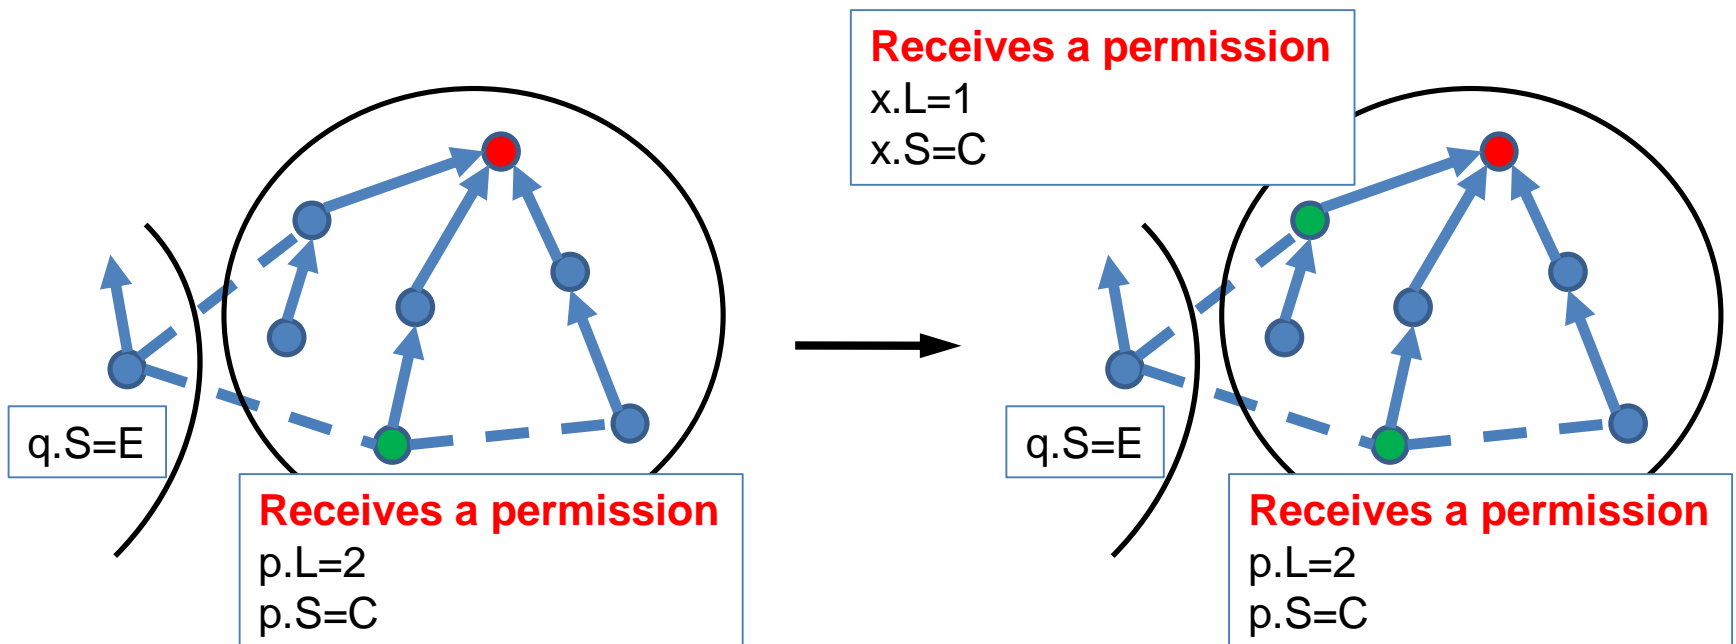 Receives a permission
x.L=1
x.S=C
q.S=E
Receives a permission
p.L=2
p.S=C
q.S=E
Receives a permission
p.L=2
p.S=C